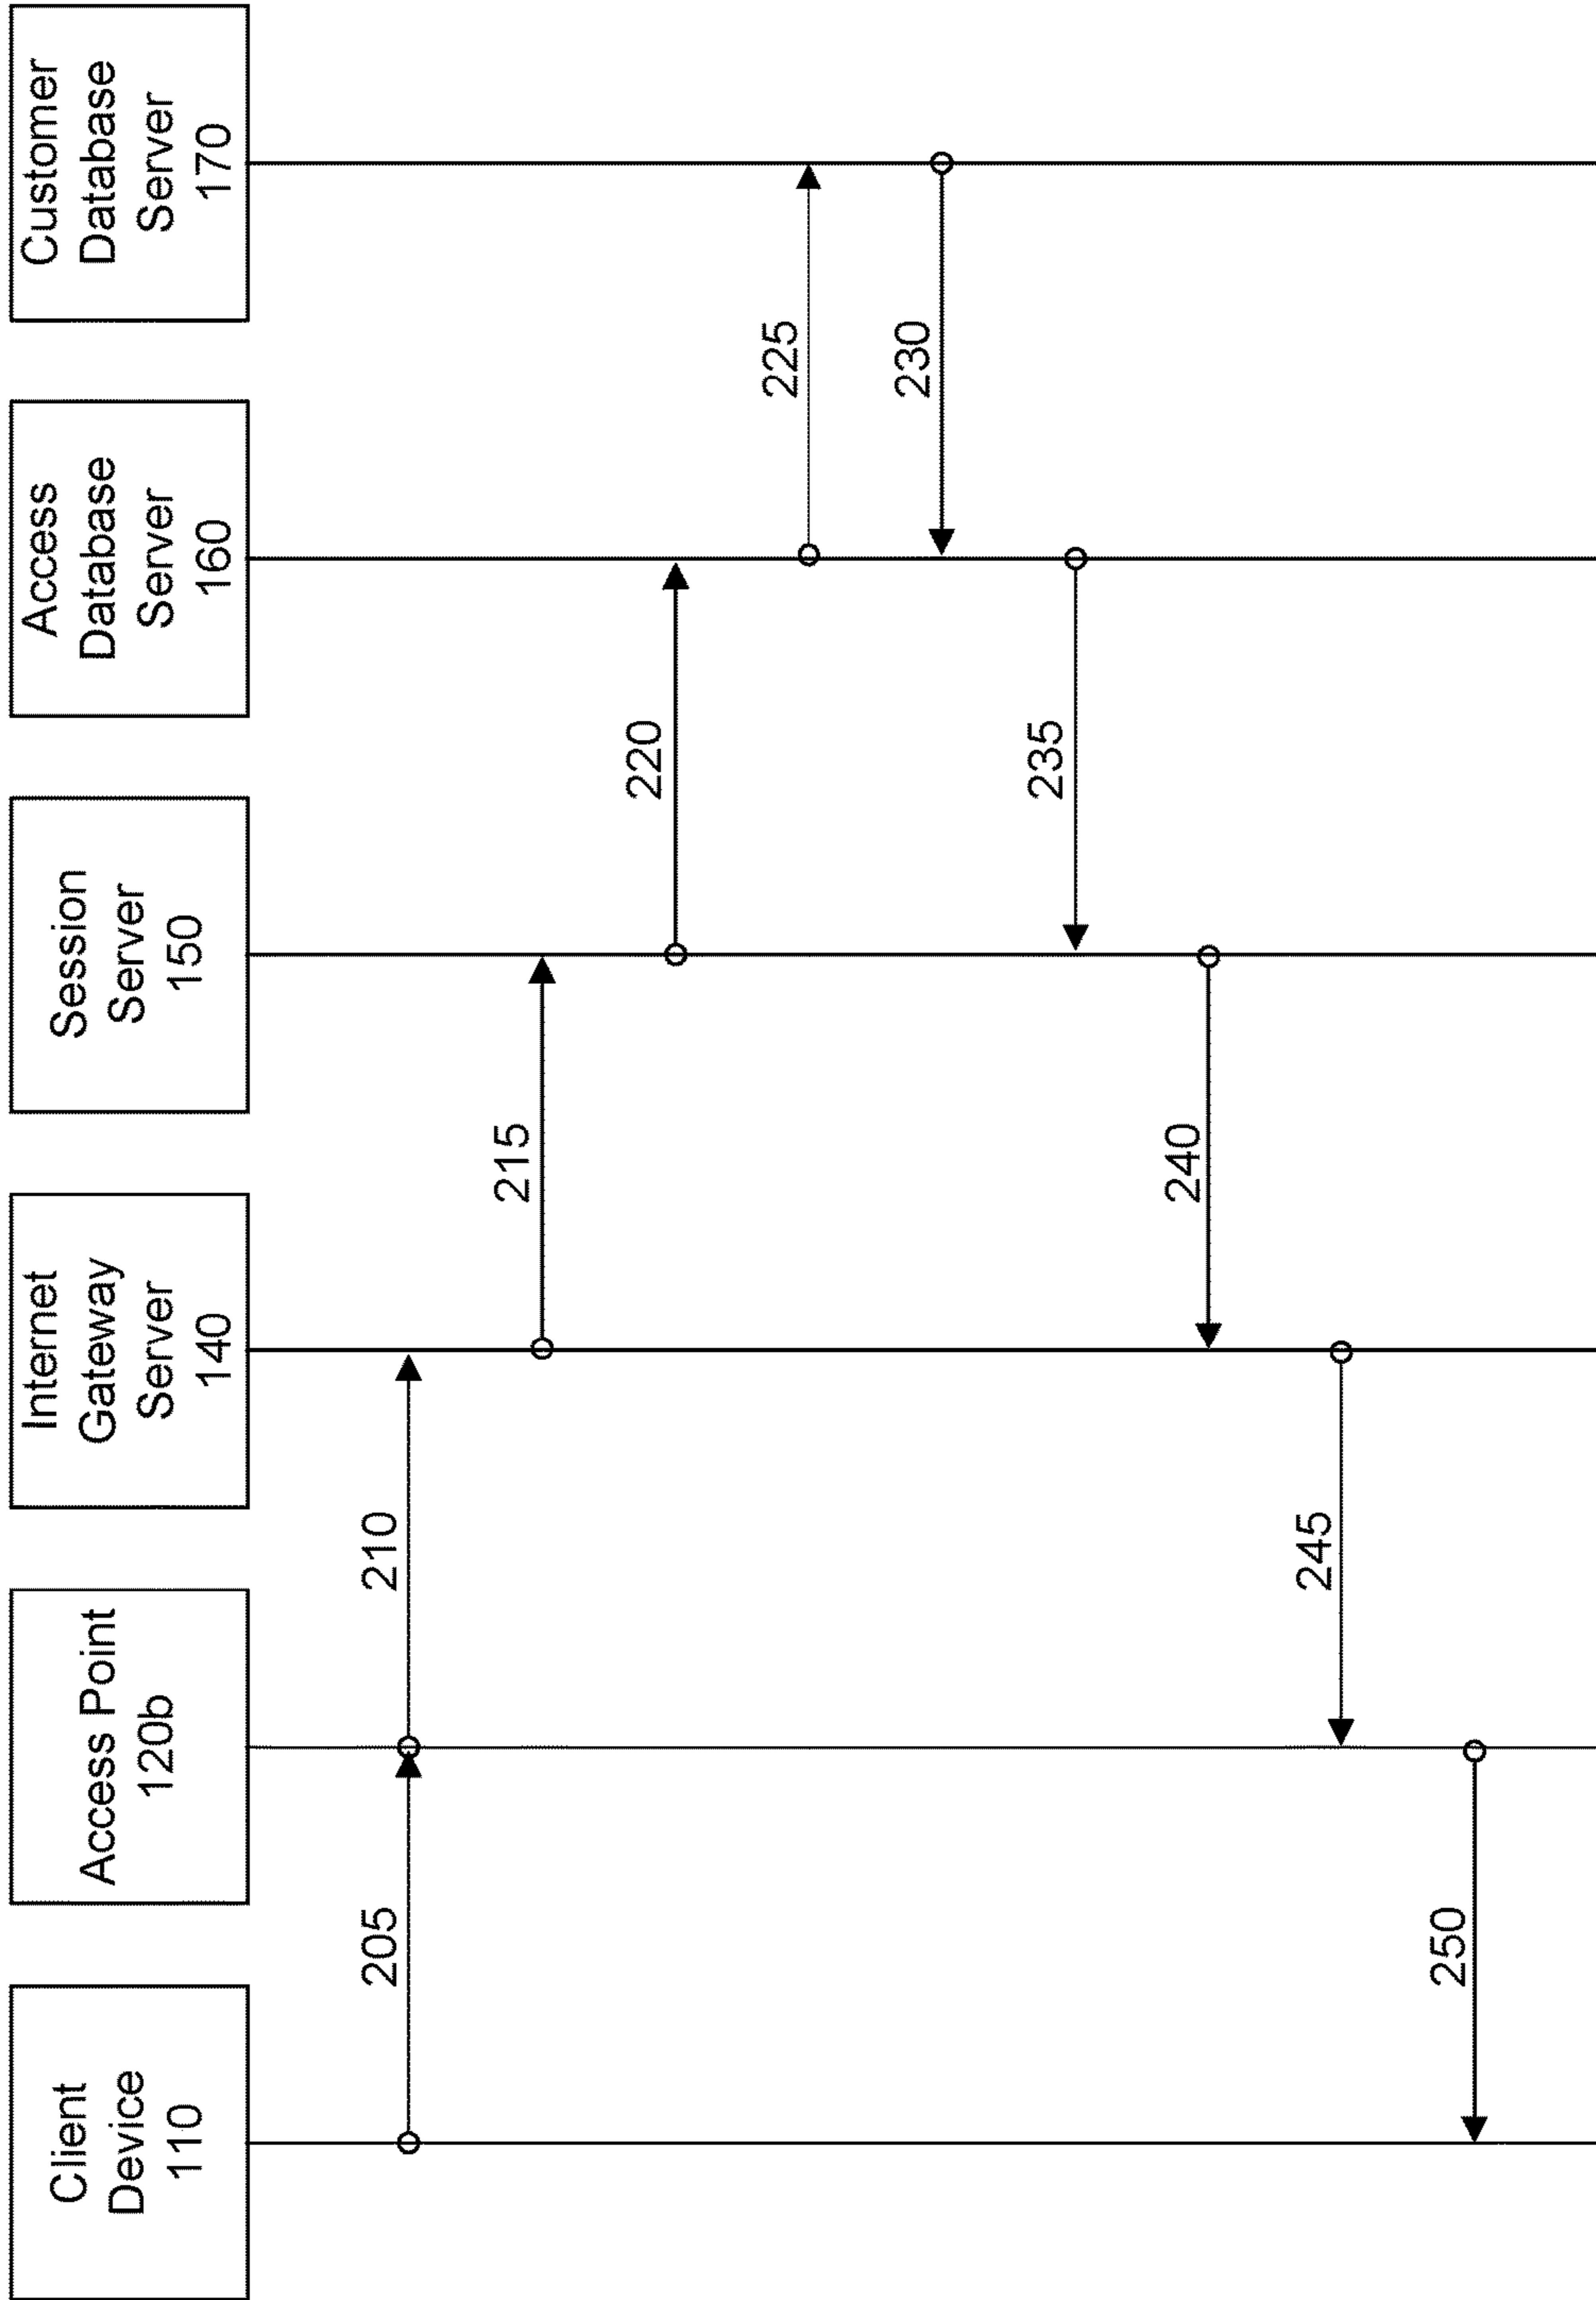 Client
Device
110
Access Point
120b
Internet
Gateway
Server
140
Session
Server
150
Access
Database
Server
160
Customer
Database
Server
170
205
210
215
220
225
230
235
240
245
250